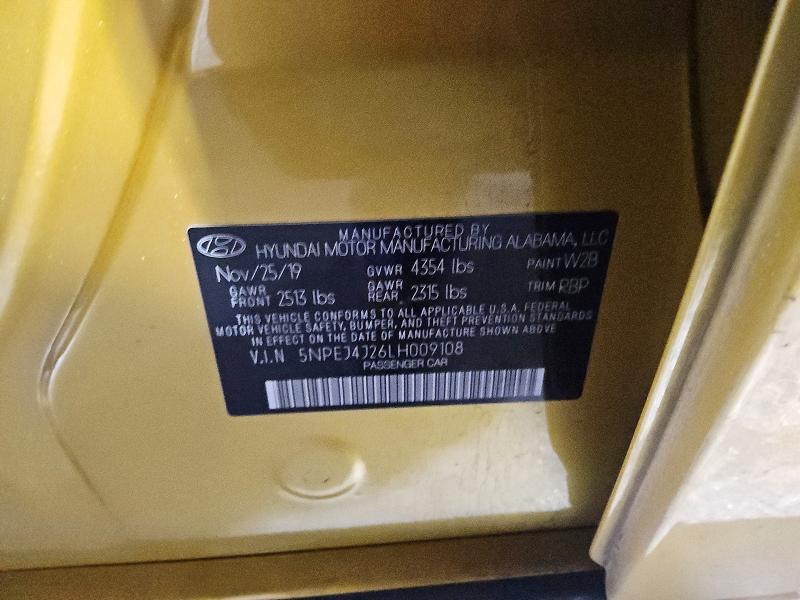 MANUFACTURED BY
HYUNDAI MOTOR MANUFACTURING ALABAMA, LLC
Nov/25/19 GVWR 4354 lbs PAINT W2B
GAWR FRONT 2513 lbs GAWR REAR 2315 lbs TRIM RBP
THIS VEHICLE CONFORMS TO ALL APPLICABLE U.S.A. FEDERAL
MOTOR VEHICLE SAFETY, BUMPER, AND THEFT PREVENTION STANDARDS
IN EFFECT ON THE DATE OF MANUFACTURE SHOWN ABOVE
V.I.N 5NPEJ4J26LH009108
PASSENGER CAR